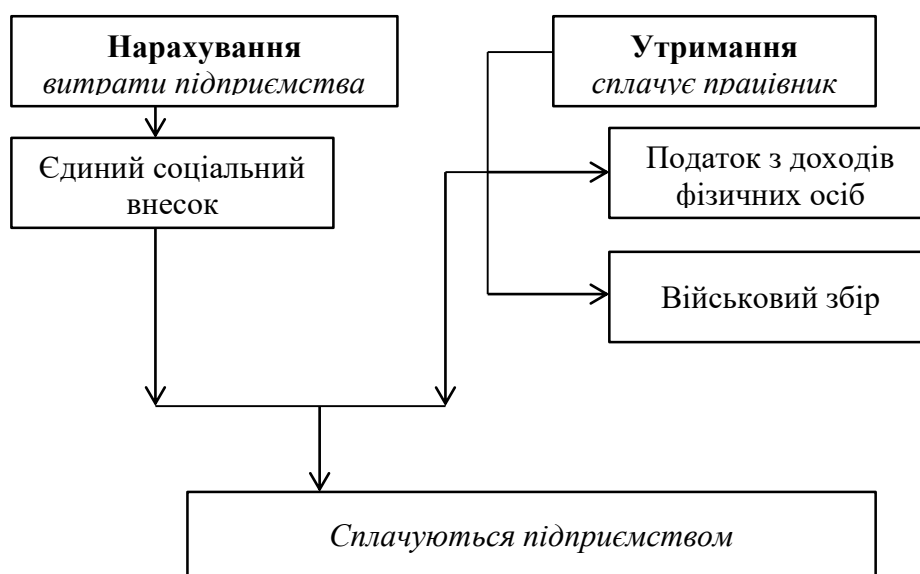 Нарахування
витрати підприємства
Утримання
сплачує працівник
Єдиний соціальний
внесок
Податок з доходів
фізичних осіб
Військовий збір
Сплачуються підприємством